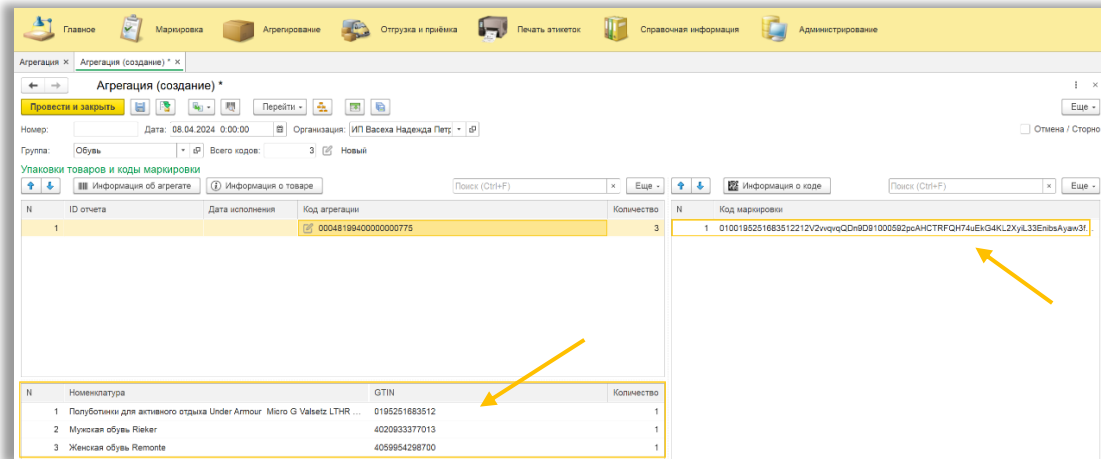 Главное Маркировка Агрегирование Отгрузка и приёмка Печать этикеток Справочная информация Администрирование
Агрегация × Агрегация (создание) * ×
Агрегация (создание) *
Провести и закрыть Перейти Еще
Номер: Дата: 08.04.2024 0:00:00 Организация: ИП Васеха Надежда Петр Отмена / Сторно
Группа: Обувь Всего кодов: 3 Новый
Упаковки товаров и коды маркировки
Информация об агрегате Информация о товаре Поиск (Ctrl+F) × Еще Информация о коде Поиск (Ctrl+F) × Еще
N ID отчета Дата исполнения Код агрегации Количество N Код маркировки
1 00048199400000000775 3 1 0100195251683512212V2vvqvqQDn9D91000592pcAHCTRFQH74uEkG4KL2XyiL33EnibsAyaw3f...
N Номенклатура GTIN Количество
1 Полуботинки для активного отдыха Under Armour Micro G Valsetz LTHR ... 0195251683512 1
2 Мужская обувь Rieker 4020933377013 1
3 Женская обувь Remonte 4059954298700 1